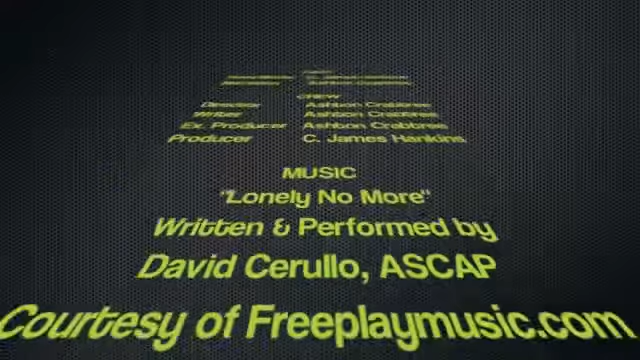 CREW
Director Ashton Crabtree
Writer Ashton Crabtree
Ex. Producer Ashton Crabtree
Producer C. James Hankins
MUSIC
"Lonely No More"
Written & Performed by
David Cerullo, ASCAP
Courtesy of Freeplaymusic.com